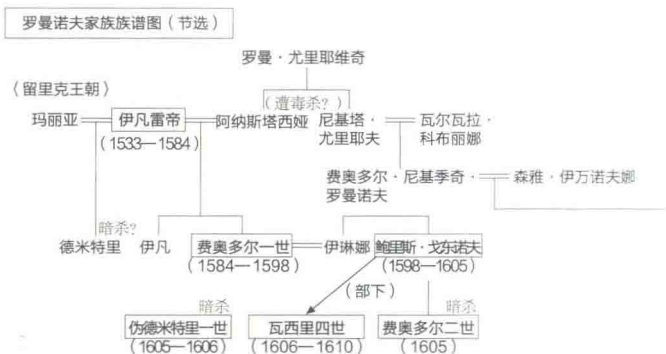 罗曼诺夫家族族谱图（节选）
罗曼·尤里耶维奇
（留里克王朝）
（遭毒杀？）
玛丽亚 伊凡雷帝 阿纳斯塔西娅 尼基塔· 瓦尔瓦拉·
（1533—1584） 尤里耶夫 科布丽娜
费奥多尔·尼基季奇· 森雅·伊万诺夫娜
罗曼诺夫
暗杀？
德米特里 伊凡 费奥多尔一世 伊琳娜 鲍里斯·戈东诺夫
（1584—1598） （1598—1605）
（部下）
暗杀 暗杀
伪德米特里一世 瓦西里四世 费奥多尔二世
（1605—1606） （1606—1610） （1605）